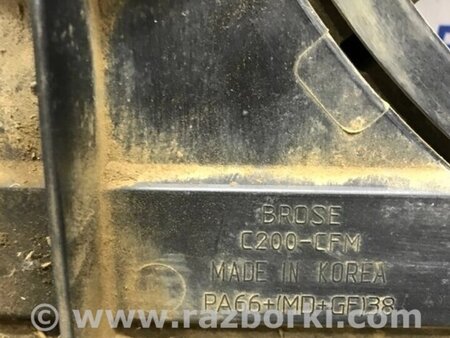 BROSE
C200-CFM
MADE IN KOREA
PA66+(MD+GF)38
© www.razborki.com